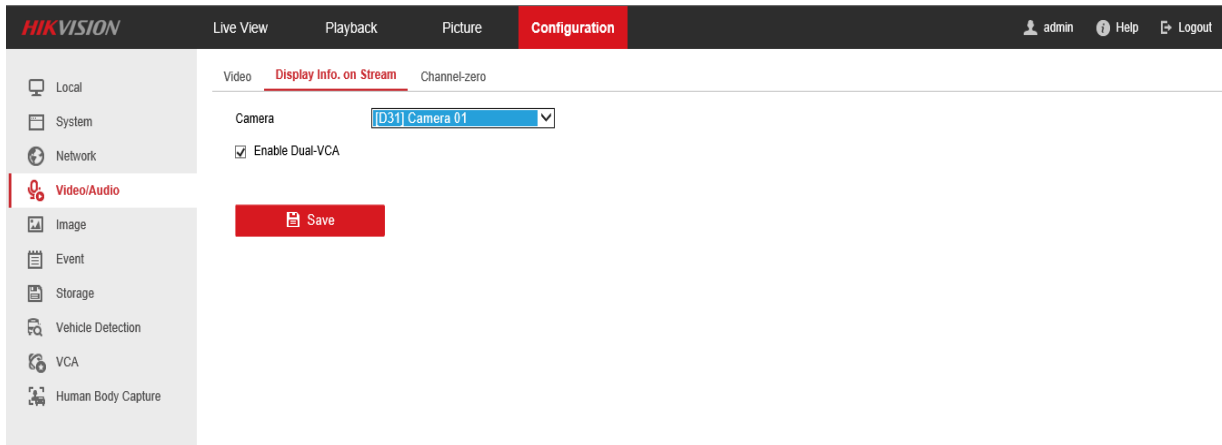 HIKVISION Live View Playback Picture Configuration admin Help Logout
Video Display Info. on Stream Channel-zero
Local
System
Network
Video/Audio
Image
Event
Storage
Vehicle Detection
VCA
Human Body Capture
Camera [D31] Camera 01
Enable Dual-VCA
Save